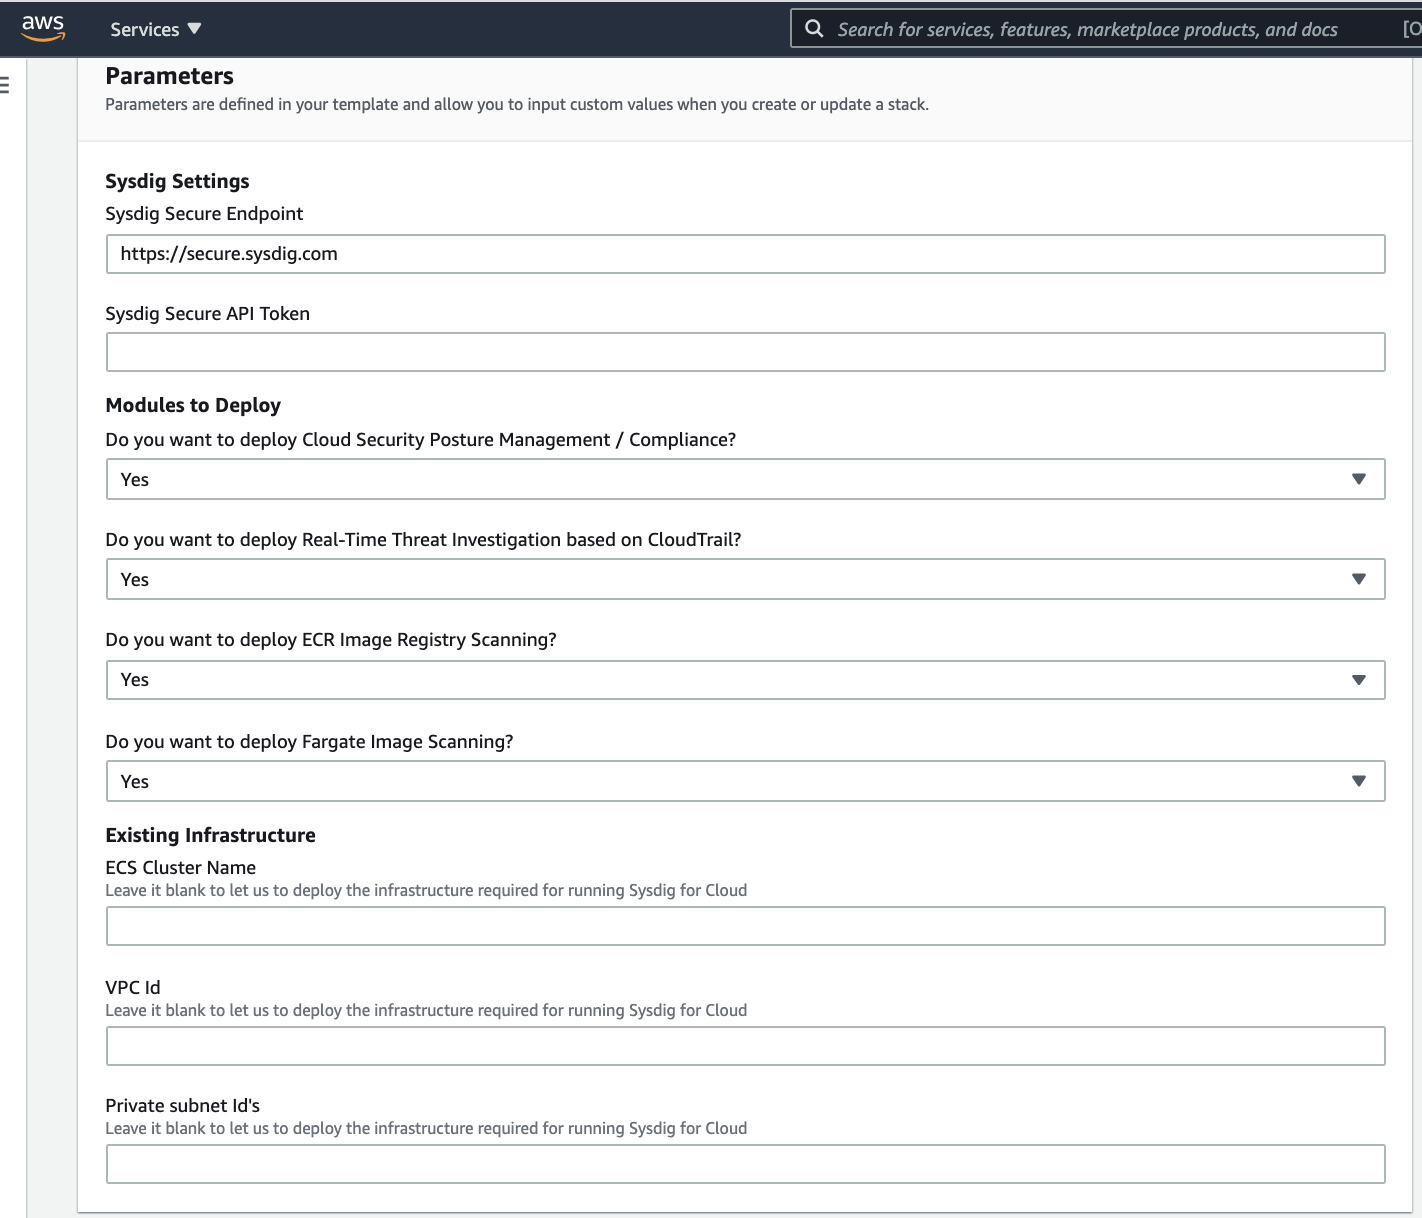 aws
Services
Search for services, features, marketplace products, and docs
Parameters
Parameters are defined in your template and allow you to input custom values when you create or update a stack.
Sysdig Settings
Sysdig Secure Endpoint
https://secure.sysdig.com
Sysdig Secure API Token
Modules to Deploy
Do you want to deploy Cloud Security Posture Management / Compliance?
Yes
Do you want to deploy Real-Time Threat Investigation based on CloudTrail?
Yes
Do you want to deploy ECR Image Registry Scanning?
Yes
Do you want to deploy Fargate Image Scanning?
Yes
Existing Infrastructure
ECS Cluster Name
Leave it blank to let us to deploy the infrastructure required for running Sysdig for Cloud
VPC Id
Leave it blank to let us to deploy the infrastructure required for running Sysdig for Cloud
Private subnet Id's
Leave it blank to let us to deploy the infrastructure required for running Sysdig for Cloud